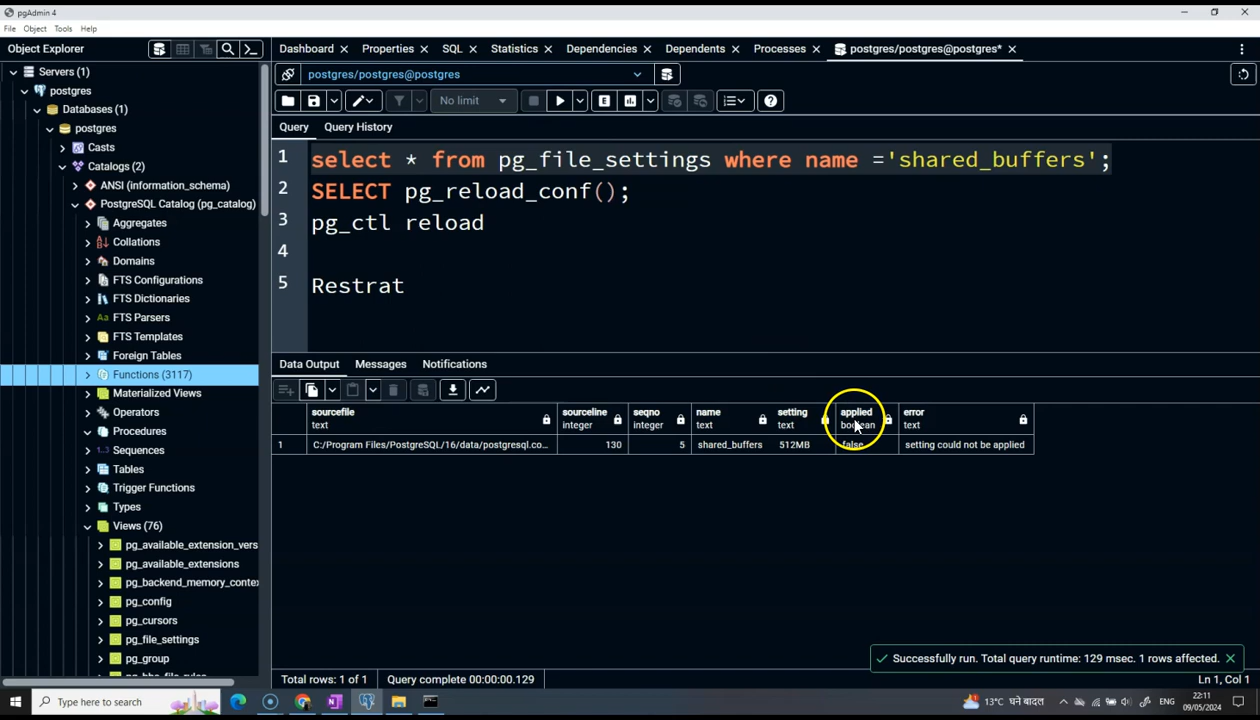 pgAdmin 4
File Object Tools Help
Object Explorer
Dashboard
Properties
SQL
Statistics
Dependencies
Dependents
Processes
postgres/postgres@postgres*
Servers (1)
postgres
Databases (1)
postgres
Casts
Catalogs (2)
ANSI (information_schema)
PostgreSQL Catalog (pg_catalog)
Aggregates
Collations
Domains
FTS Configurations
FTS Dictionaries
FTS Parsers
FTS Templates
Foreign Tables
Functions (3117)
Materialized Views
Operators
Procedures
Sequences
Tables
Trigger Functions
Types
Views (76)
pg_available_extension_vers
pg_available_extensions
pg_backend_memory_conte
pg_config
pg_cursors
pg_file_settings
pg_group
postgres/postgres@postgres
No limit
Query Query History
1 select * from pg_file_settings where name ='shared_buffers';
2 SELECT pg_reload_conf();
3 pg_ctl reload
4
5 Restrat
Data Output Messages Notifications
sourcefile sourceline seqno name setting applied error
text integer integer text text boolean text
1 C:/Program Files/PostgreSQL/16/data/postgresql.co... 130 5 shared_buffers 512MB false setting could not be applied
Successfully run. Total query runtime: 129 msec. 1 rows affected.
Total rows: 1 of 1 Query complete 00:00:00.129 Ln 1, Col 1
Type here to search
13°C घने बादल
ENG
22:11
09/05/2024